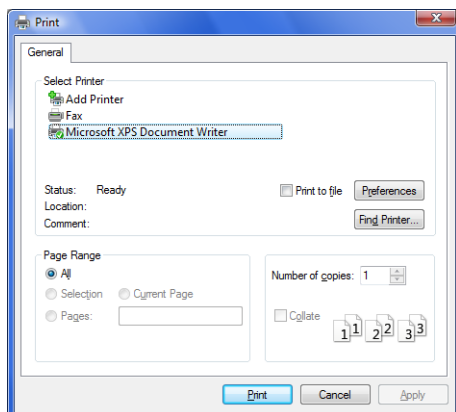 Print
General
Select Printer
Add Printer
Fax
Microsoft XPS Document Writer
Status: Ready
Print to file
Preferences
Location:
Comment:
Find Printer...
Page Range
All
Selection
Current Page
Pages:
Number of copies: 1
Collate
1 1 2 2 3 3
Print
Cancel
Apply